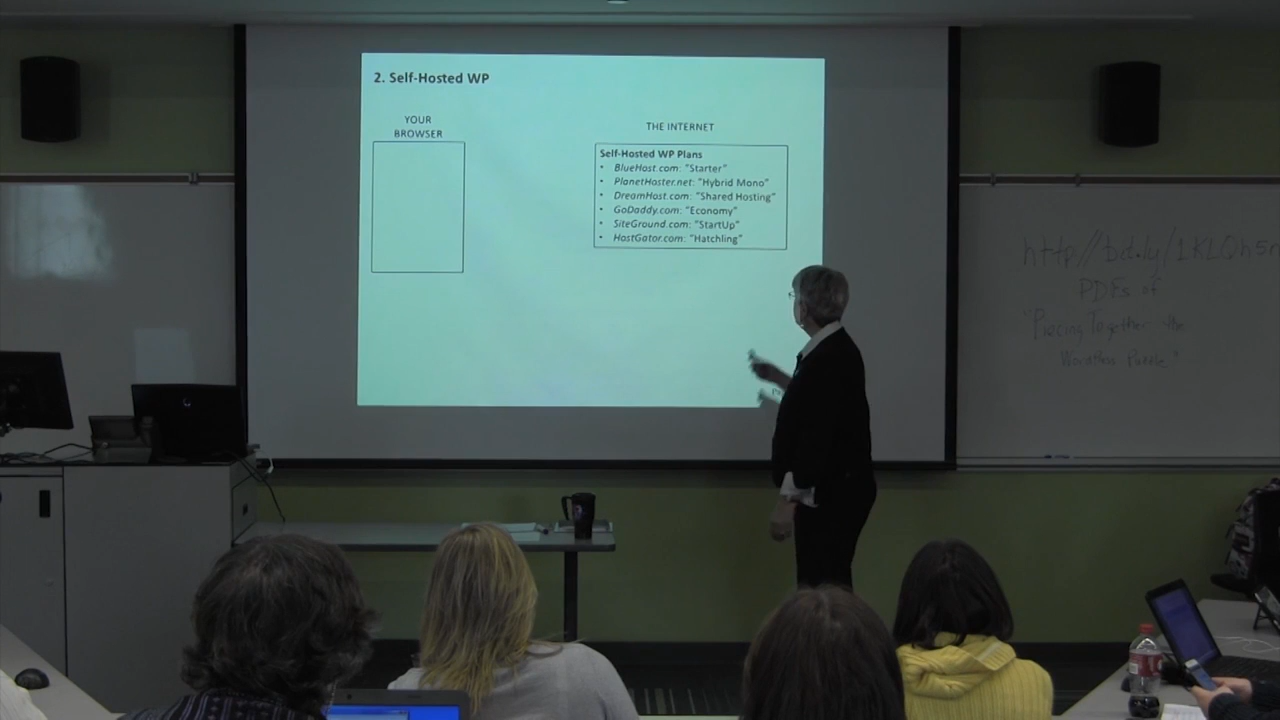 2. Self-Hosted WP
YOUR
BROWSER
THE INTERNET
Self-Hosted WP Plans
• BlueHost.com: "Starter"
• PlanetHoster.net: "Hybrid Mono"
• DreamHost.com: "Shared Hosting"
• GoDaddy.com: "Economy"
• SiteGround.com: "StartUp"
• HostGator.com: "Hatchling"
PDFs of
"Piecing Together the
Puzzle"